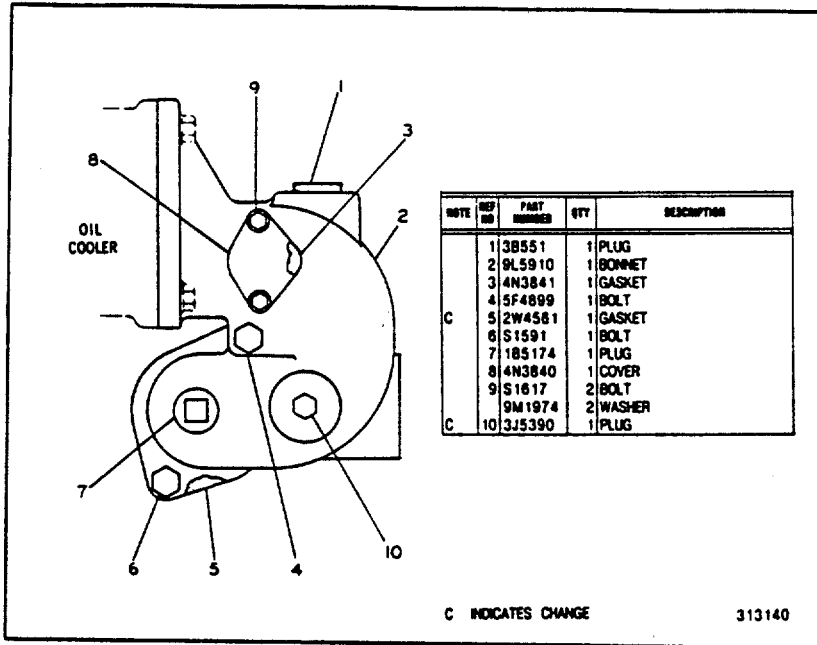 9
1
3
8
2
OIL
COOLER
7
6
5
4
10
NOTE REF NO PART NUMBER QTY DESCRIPTION
1 3B551 1 PLUG
2 9L5910 1 BONNET
3 4N3841 1 GASKET
4 5F4899 1 BOLT
C 5 2W4561 1 GASKET
6 S1591 1 BOLT
7 1B5174 1 PLUG
8 4N3840 1 COVER
9 S1617 2 BOLT
9M1974 2 WASHER
C 10 3J5390 1 PLUG
C INDICATES CHANGE
313140